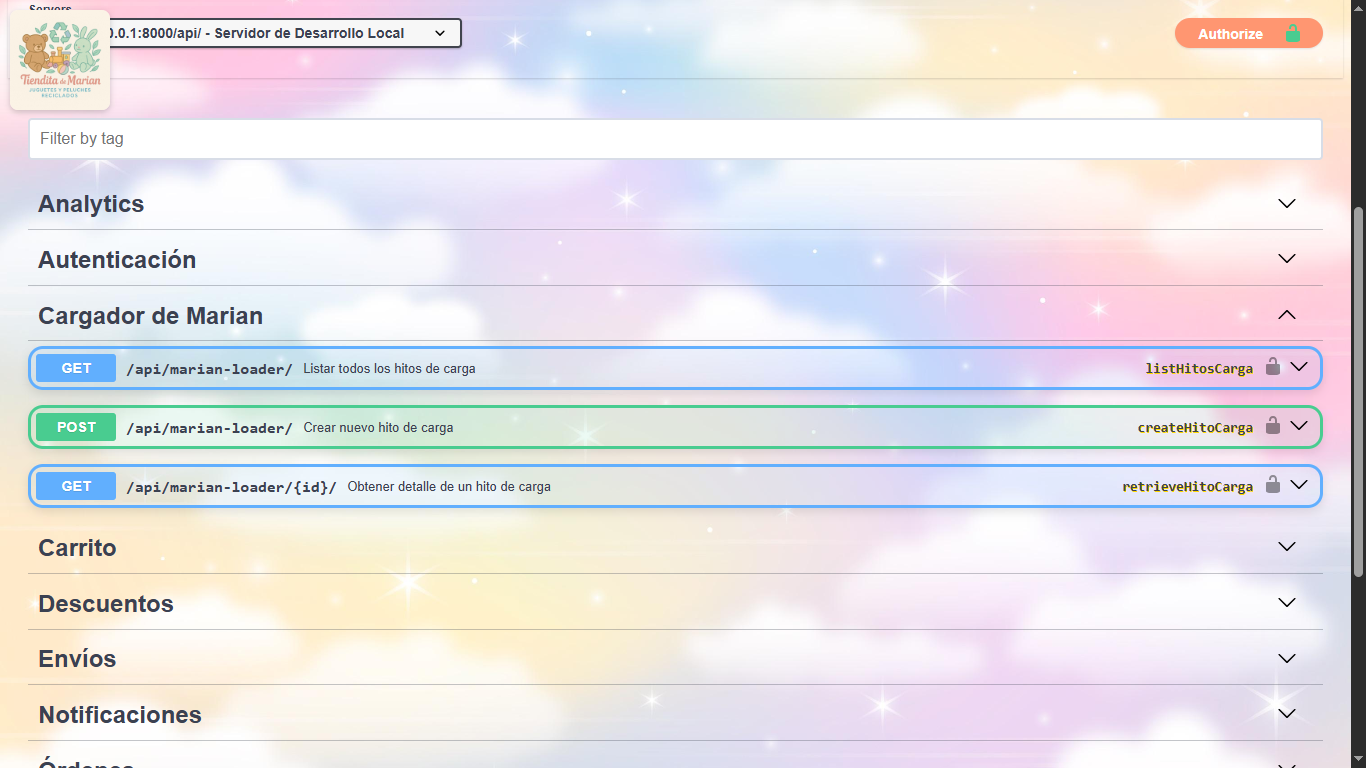 Servers
0.0.1:8000/api/ - Servidor de Desarrollo Local
Authorize
Tiendita de Marian
JUGUETES Y PELUCHES
RECICLADOS
Filter by tag
Analytics
Autenticación
Cargador de Marian
GET /api/marian-loader/ Listar todos los hitos de carga listHitosCarga
POST /api/marian-loader/ Crear nuevo hito de carga createHitoCarga
GET /api/marian-loader/{id}/ Obtener detalle de un hito de carga retrieveHitoCarga
Carrito
Descuentos
Envíos
Notificaciones
Órdenes